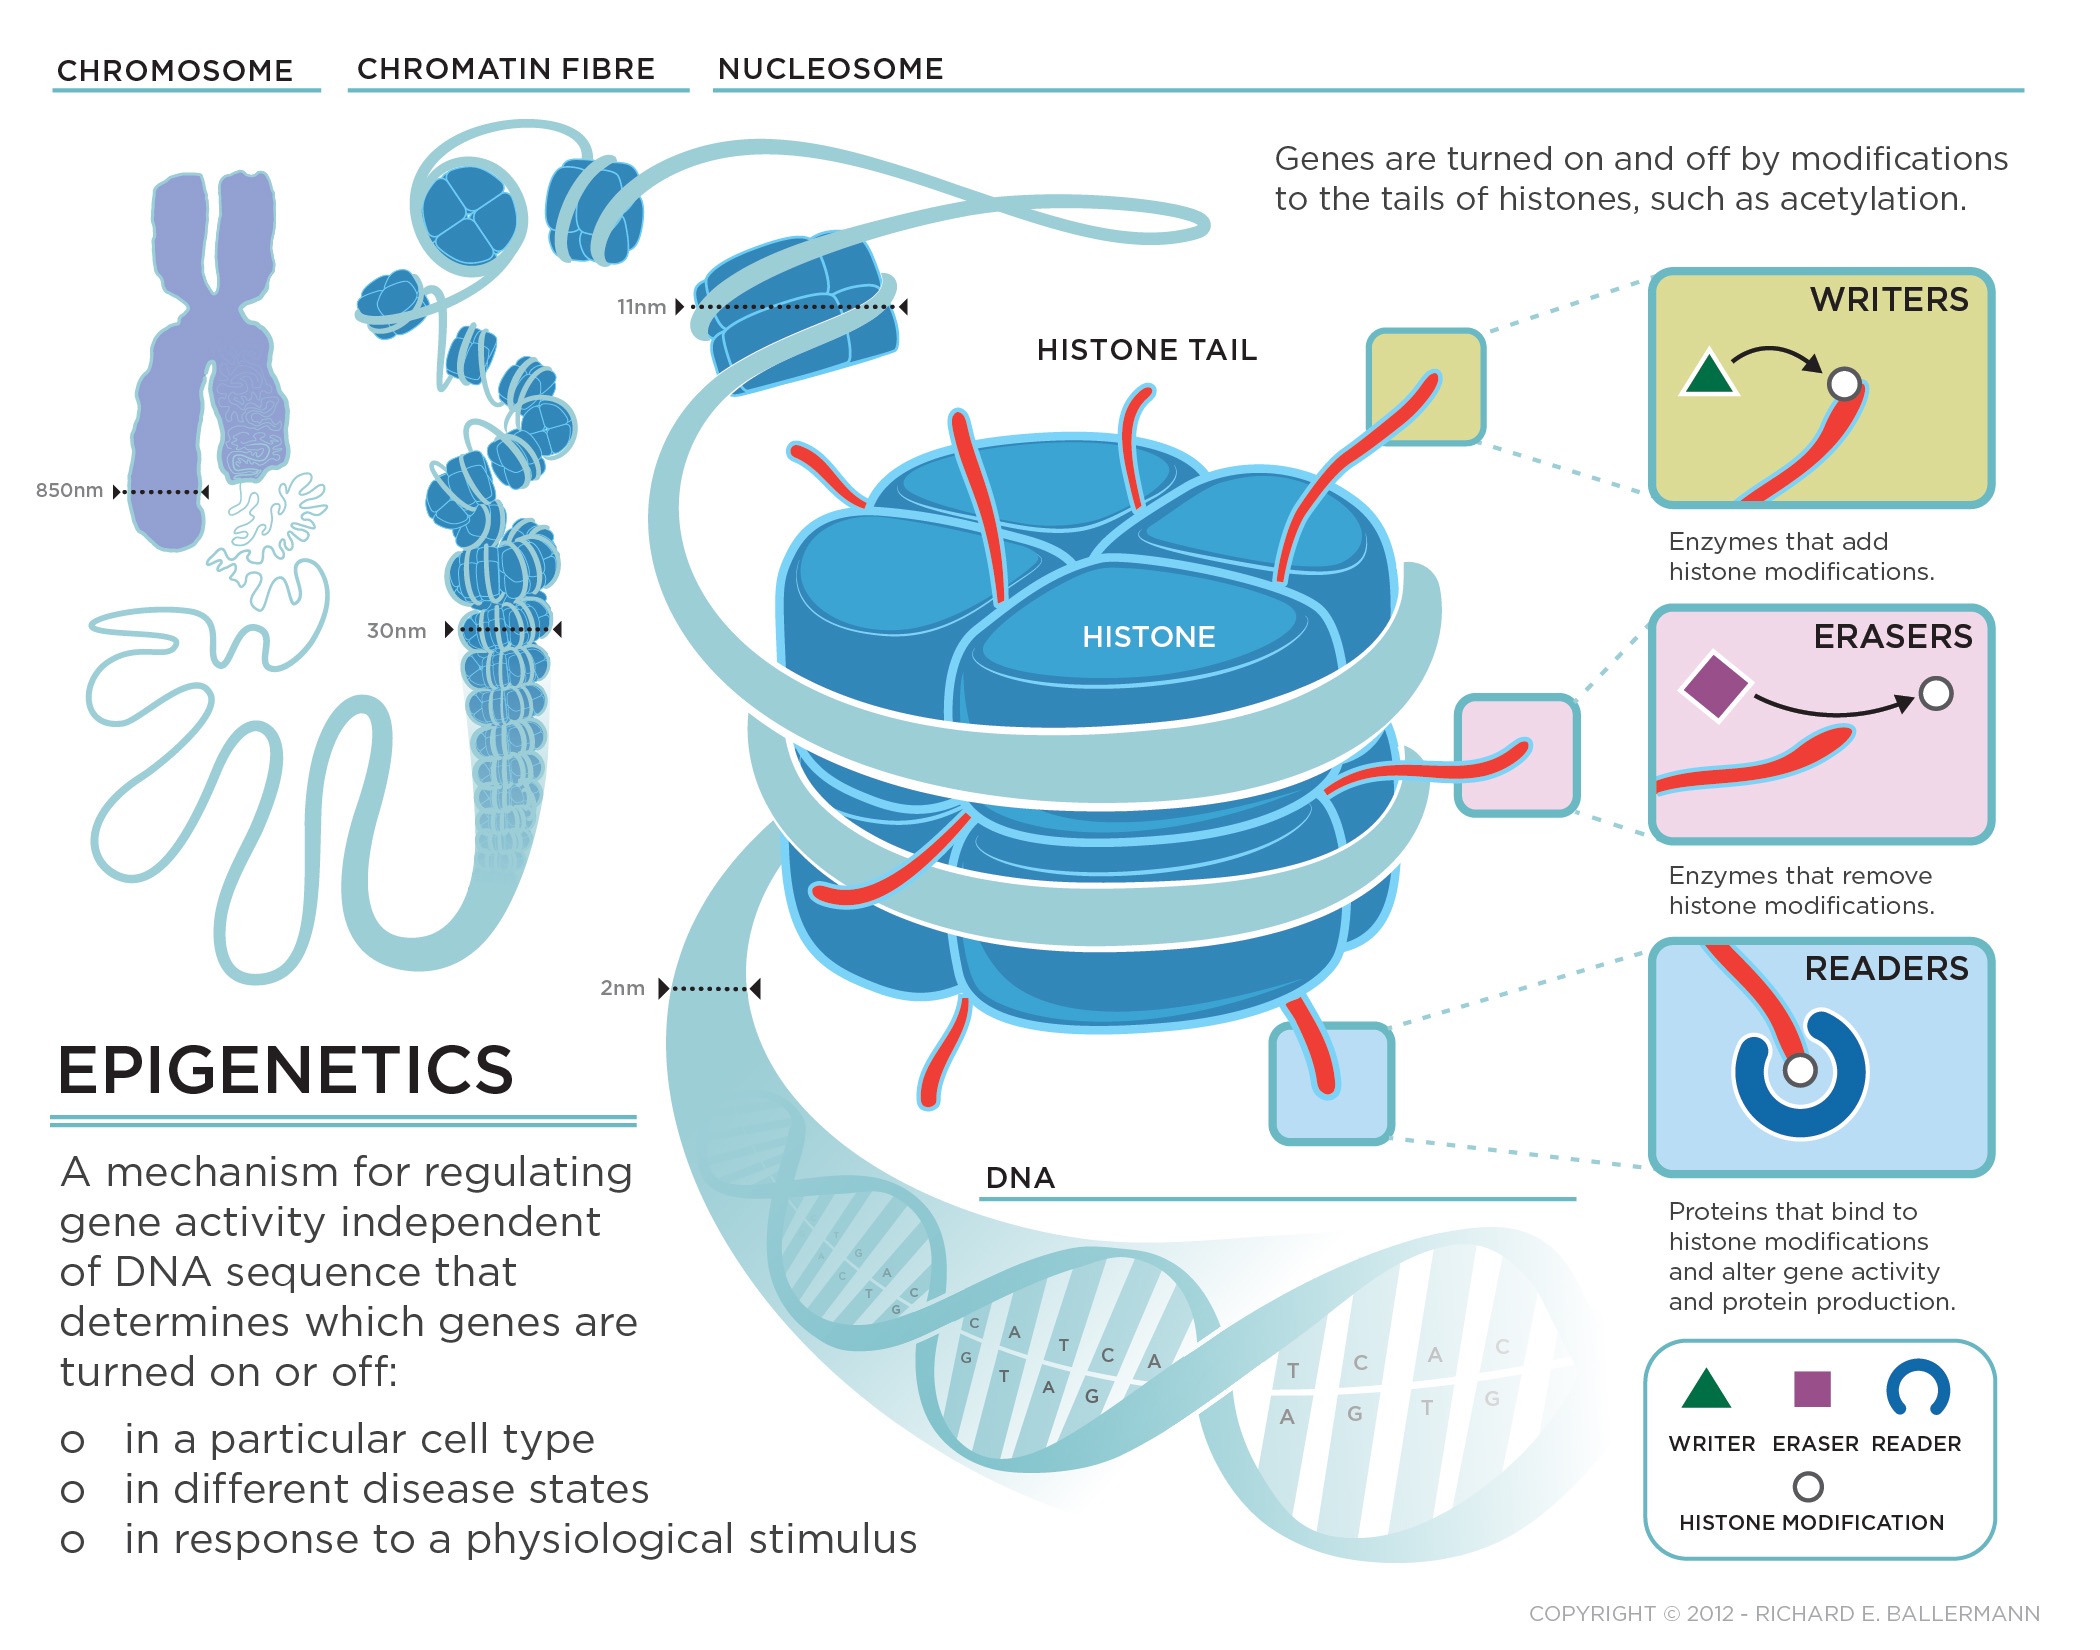 CHROMOSOME
CHROMATIN FIBRE
NUCLEOSOME
Genes are turned on and off by modifications
to the tails of histones, such as acetylation.
850nm
30nm
11nm
2nm
HISTONE TAIL
HISTONE
WRITERS
Enzymes that add
histone modifications.
ERASERS
Enzymes that remove
histone modifications.
READERS
Proteins that bind to
histone modifications
and alter gene activity
and protein production.
EPIGENETICS
A mechanism for regulating
gene activity independent
of DNA sequence that
determines which genes are
turned on or off:
o in a particular cell type
o in different disease states
o in response to a physiological stimulus
DNA
G
C A
T C
G
C A T C A
G T A G
T C A C
A G T G
WRITER ERASER READER
HISTONE MODIFICATION
COPYRIGHT © 2012 - RICHARD E. BALLERMANN